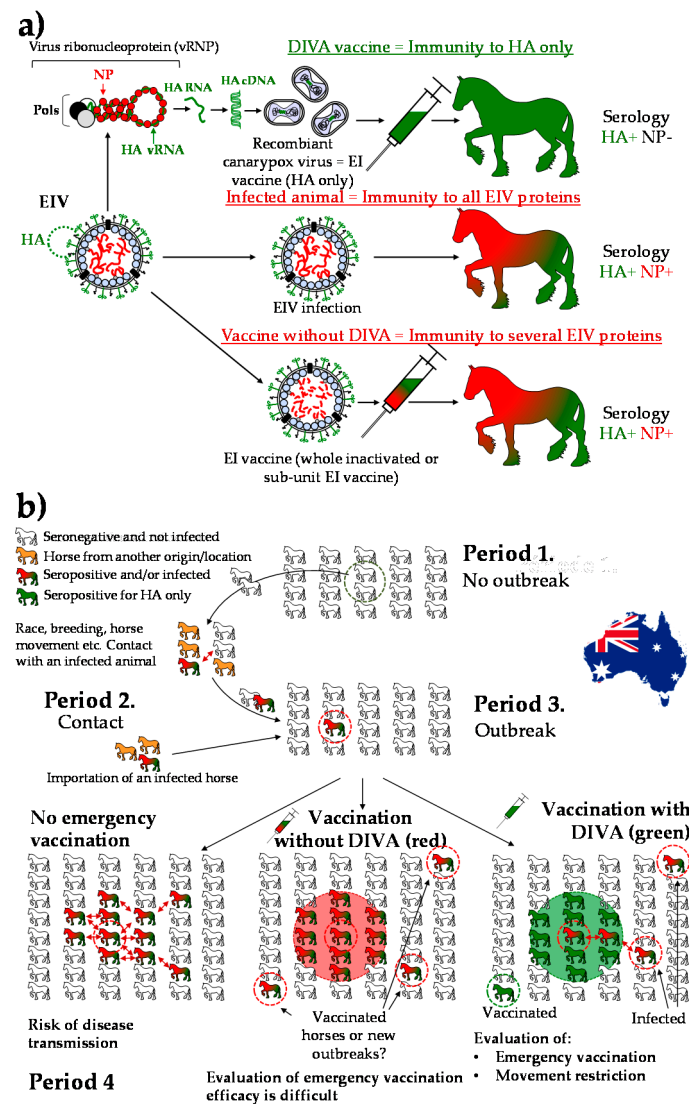 a)
Virus ribonucleoprotein (vRNP)
DIVA vaccine = Immunity to HA only
NP
HA RNA
HA cDNA
Pols
HA vRNA
Recombiant
canarypox virus = EI
vaccine (HA only)
Serology
HA+ NP-
EIV
HA
Infected animal = Immunity to all EIV proteins
EIV infection
Serology
HA+ NP+
Vaccine without DIVA = Immunity to several EIV proteins
EI vaccine (whole inactivated or
sub-unit EI vaccine)
Serology
HA+ NP+
b)
Seronegative and not infected
Horse from another origin/location
Seropositive and/or infected
Seropositive for HA only
Period 1.
No outbreak
Race, breeding, horse
movement etc. Contact
with an infected animal
Period 2.
Contact
Importation of an infected horse
Period 3.
Outbreak
No emergency
vaccination
Vaccination
without DIVA (red)
Vaccination with
DIVA (green)
Risk of disease
transmission
Vaccinated
horses or new
outbreaks?
Vaccinated
Infected
Evaluation of:
• Emergency vaccination
• Movement restriction
Period 4
Evaluation of emergency vaccination
efficacy is difficult